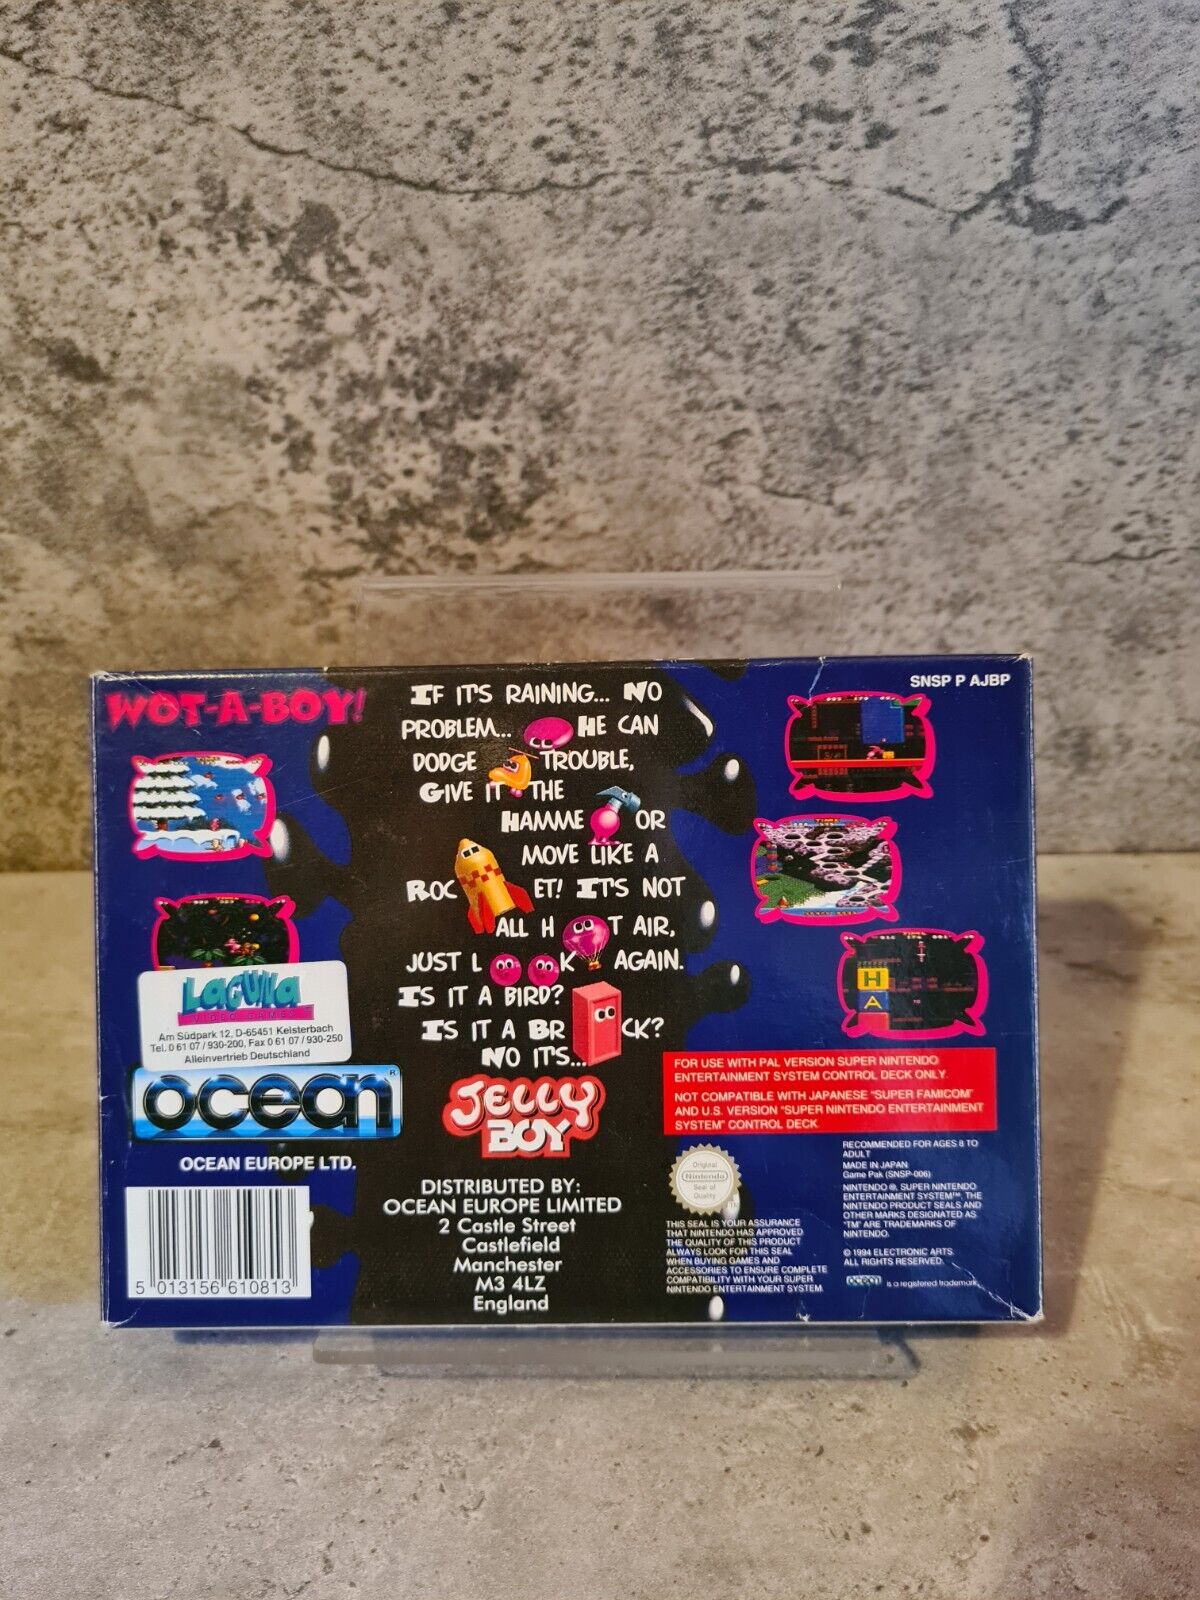 WOT-A-BOY!
IF IT'S RAINING... NO
PROBLEM... HE CAN
DODGE TROUBLE,
GIVE IT THE
HAMME OR
MOVE LIKE A
ROC ET! IT'S NOT
ALL H T AIR,
JUST L K AGAIN.
IS IT A BIRD?
IS IT A BR CK?
NO IT'S...
JELLY
BOY
DISTRIBUTED BY:
OCEAN EUROPE LIMITED
2 Castle Street
Castlefield
Manchester
M3 4LZ
England
Laguna
VIDEO GAMES
Am Südpark 12, D-65451 Kelsterbach
Tel. 0 61 07 / 930-200, Fax 0 61 07 / 930-250
Alleinvertrieb Deutschland
ocean
R
OCEAN EUROPE LTD.
5 013156 610813
SNSP P AJBP
TIME
H
A
FOR USE WITH PAL VERSION SUPER NINTENDO
ENTERTAINMENT SYSTEM CONTROL DECK ONLY.
NOT COMPATIBLE WITH JAPANESE "SUPER FAMICOM"
AND U.S. VERSION "SUPER NINTENDO ENTERTAINMENT
SYSTEM" CONTROL DECK.
Original
Nintendo
Seal of
Quality
TM
THIS SEAL IS YOUR ASSURANCE
THAT NINTENDO HAS APPROVED
THE QUALITY OF THIS PRODUCT.
ALWAYS LOOK FOR THIS SEAL
WHEN BUYING GAMES AND
ACCESSORIES TO ENSURE COMPLETE
COMPATIBILITY WITH YOUR SUPER
NINTENDO ENTERTAINMENT SYSTEM.
RECOMMENDED FOR AGES 8 TO
ADULT
MADE IN JAPAN
Game Pak (SNSP-006)
NINTENDO ®, SUPER NINTENDO
ENTERTAINMENT SYSTEM™, THE
NINTENDO PRODUCT SEALS AND
OTHER MARKS DESIGNATED AS
"TM" ARE TRADEMARKS OF
NINTENDO.
© 1994 ELECTRONIC ARTS.
ALL RIGHTS RESERVED.
ocean is a registered trademark